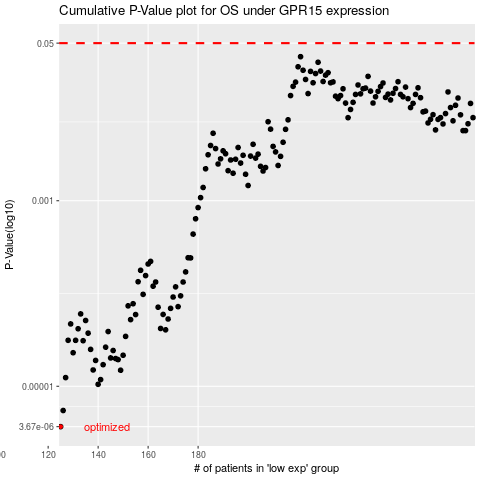 Cumulative P-Value plot for OS under GPR15 expression
0.05
0.001
0.00001
3.67e-06
optimized
P-Value(log10)
00 120 140 160 180
# of patients in 'low exp' group